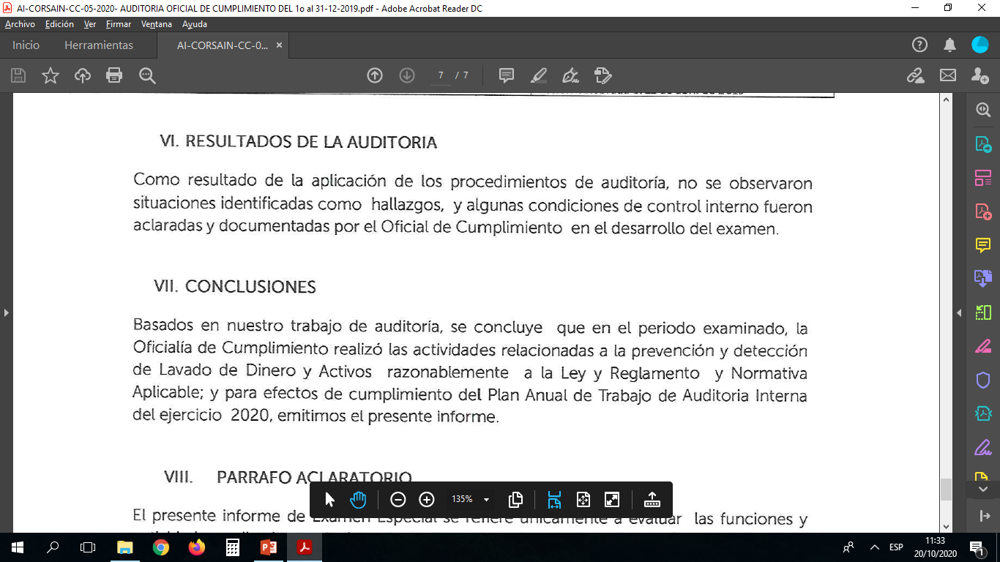 AI-CORSAIN-CC-05-2020- AUDITORIA OFICIAL DE CUMPLIMIENTO DEL 1o al 31-12-2019.pdf - Adobe Acrobat Reader DC
Archivo Edición Ver Firmar Ventana Ayuda
Inicio Herramientas AI-CORSAIN-CC-0... ×
7 / 7
VI. RESULTADOS DE LA AUDITORIA
Como resultado de la aplicación de los procedimientos de auditoría, no se observaron
situaciones identificadas como hallazgos, y algunas condiciones de control interno fueron
aclaradas y documentadas por el Oficial de Cumplimiento en el desarrollo del examen.
VII. CONCLUSIONES
Basados en nuestro trabajo de auditoría, se concluye que en el periodo examinado, la
Oficialía de Cumplimiento realizó las actividades relacionadas a la prevención y detección
de Lavado de Dinero y Activos razonablemente a la Ley y Reglamento y Normativa
Aplicable; y para efectos de cumplimiento del Plan Anual de Trabajo de Auditoria Interna
del ejercicio 2020, emitimos el presente informe.
VIII. PARRAFO ACLARATORIO
El presente informe de Examen Especial se refiere únicamente a evaluar las funciones y
135%
ESP
11:33
20/10/2020
1